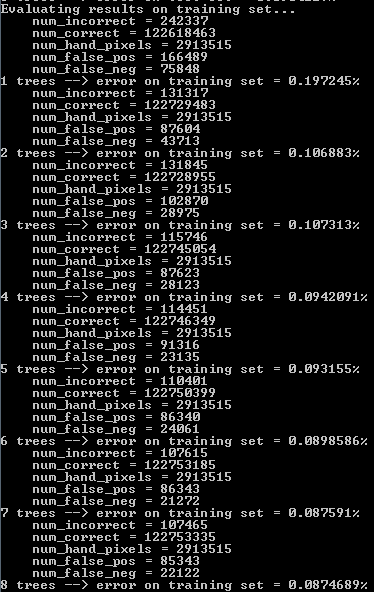 Evaluating results on training set...
num_incorrect = 242337
num_correct = 122618463
num_hand_pixels = 2913515
num_false_pos = 166489
num_false_neg = 75848
1 trees --> error on training set = 0.197245%
num_incorrect = 131317
num_correct = 122729483
num_hand_pixels = 2913515
num_false_pos = 87604
num_false_neg = 43713
2 trees --> error on training set = 0.106883%
num_incorrect = 131845
num_correct = 122728955
num_hand_pixels = 2913515
num_false_pos = 102870
num_false_neg = 28975
3 trees --> error on training set = 0.107313%
num_incorrect = 115746
num_correct = 122745054
num_hand_pixels = 2913515
num_false_pos = 87623
num_false_neg = 28123
4 trees --> error on training set = 0.0942091%
num_incorrect = 114451
num_correct = 122746349
num_hand_pixels = 2913515
num_false_pos = 91316
num_false_neg = 23135
5 trees --> error on training set = 0.093155%
num_incorrect = 110401
num_correct = 122750399
num_hand_pixels = 2913515
num_false_pos = 86340
num_false_neg = 24061
6 trees --> error on training set = 0.0898586%
num_incorrect = 107615
num_correct = 122753185
num_hand_pixels = 2913515
num_false_pos = 86343
num_false_neg = 21272
7 trees --> error on training set = 0.087591%
num_incorrect = 107465
num_correct = 122753335
num_hand_pixels = 2913515
num_false_pos = 85343
num_false_neg = 22122
8 trees --> error on training set = 0.0874689%